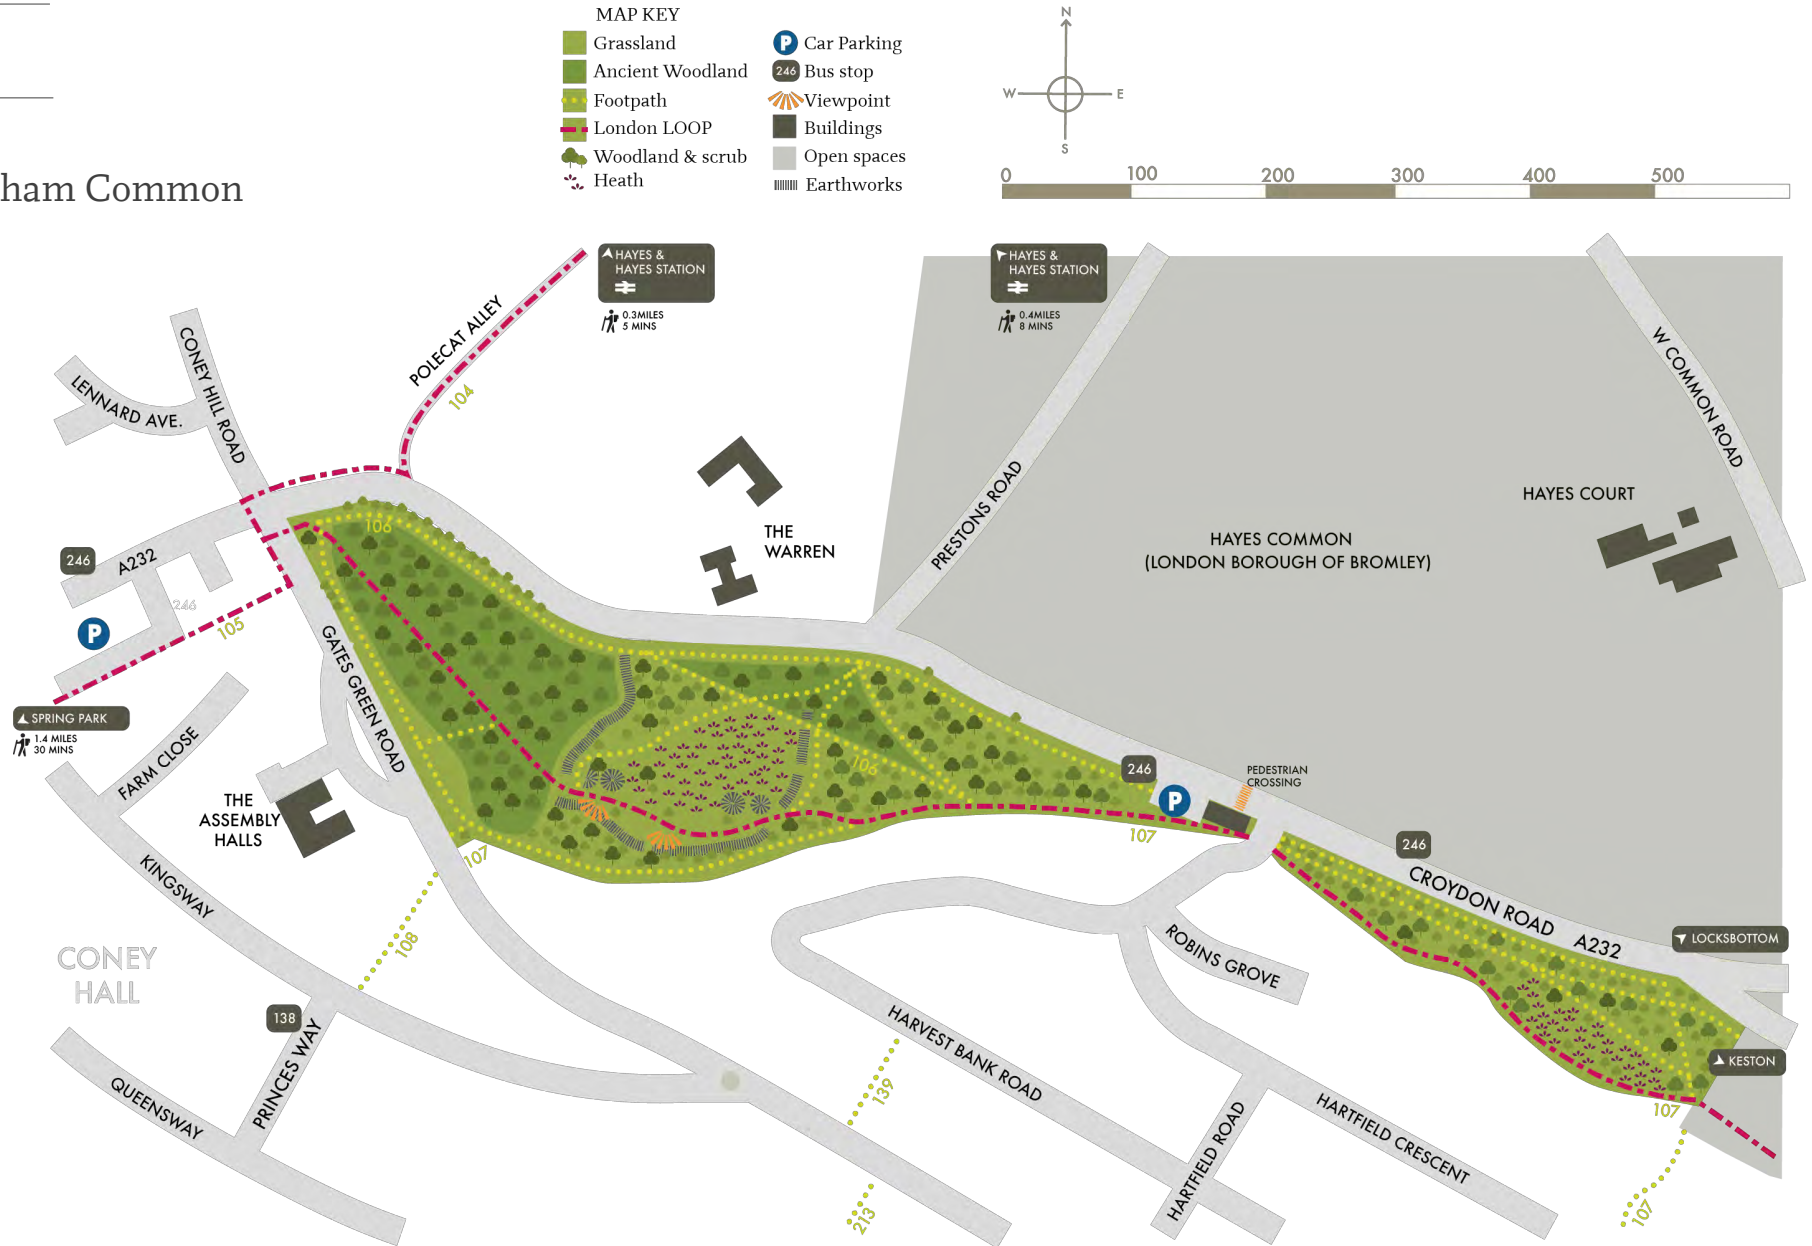 MAP KEY
Grassland
Ancient Woodland
Footpath
London LOOP
Woodland & scrub
Heath
Car Parking
246 Bus stop
Viewpoint
Buildings
Open spaces
Earthworks
P
N
W E
S
0 100 200 300 400 500
ham Common
HAYES &
HAYES STATION
0.3MILES
5 MINS
HAYES &
HAYES STATION
0.4MILES
8 MINS
POLECAT ALLEY
104
CONEY HILL ROAD
LENNARD AVE.
PRESTONS ROAD
W COMMON ROAD
HAYES COURT
THE
WARREN
HAYES COMMON
(LONDON BOROUGH OF BROMLEY)
106
246
A232
246
105
P
GATES GREEN ROAD
SPRING PARK
1.4 MILES
30 MINS
FARM CLOSE
THE
ASSEMBLY
HALLS
106
246
P
PEDESTRIAN
CROSSING
107
107
246
CROYDON ROAD A232
LOCKSBOTTOM
KINGSWAY
108
CONEY
HALL
138
PRINCES WAY
QUEENSWAY
ROBINS GROVE
HARVEST BANK ROAD
139
213
HARTFIELD ROAD
HARTFIELD CRESCENT
KESTON
107
107